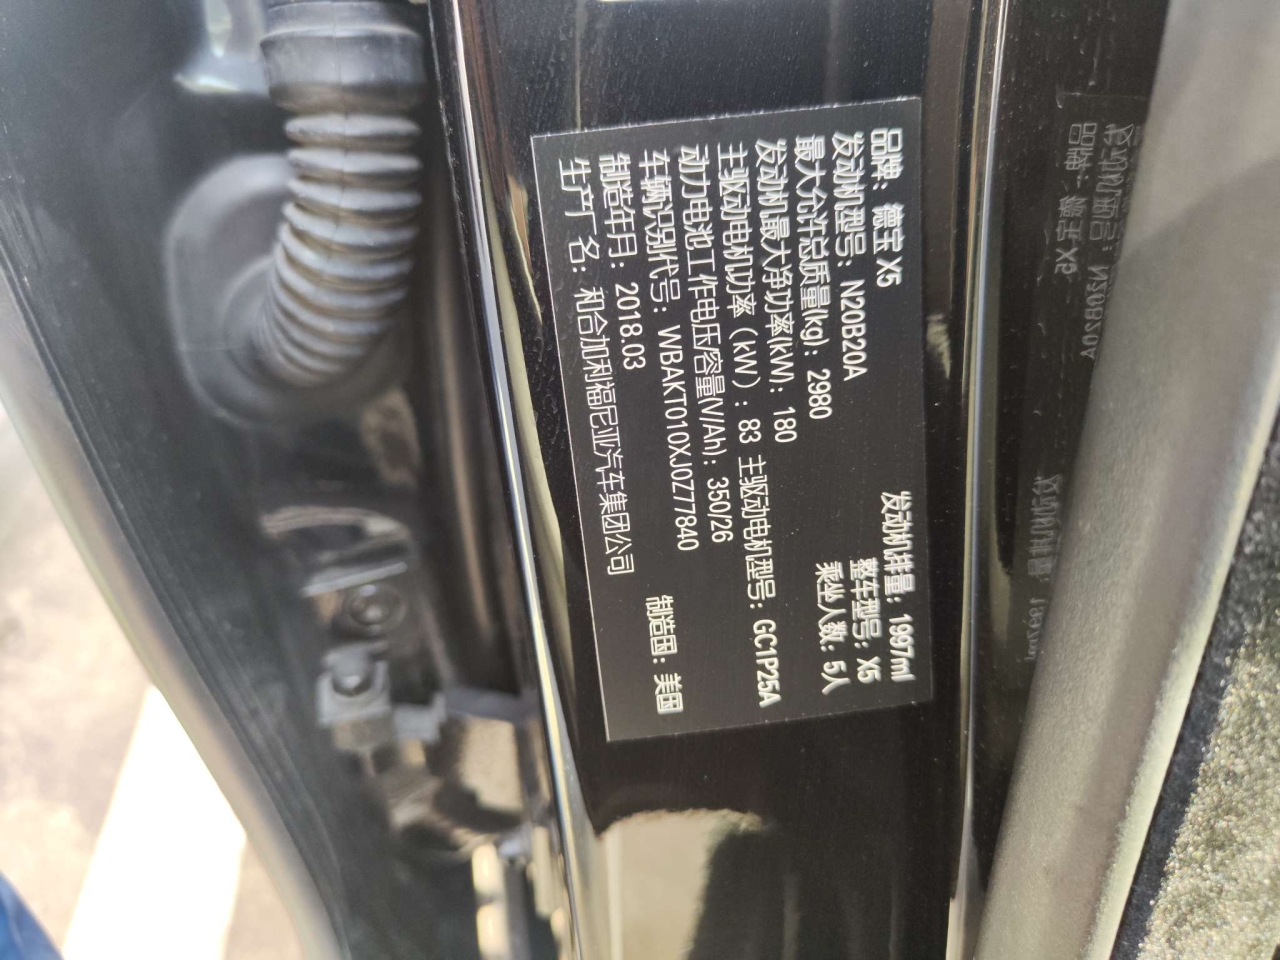 品牌：德宝 X5 发动机排量：1997ml
发动机型号：N20B20A 整车型号：X5
最大允许总质量(kg)：2980 乘坐人数：5人
发动机最大净功率(kW)：180
主驱动电机功率（kW）：83 主驱动电机型号：GC1P25A
动力电池工作电压/容量(V/Ah)：350/26
车辆识别代号：WBAKT010XJ0Z77840
制造年月：2018.03 制造国：美国
生产厂名：和合加利福尼亚汽车集团公司